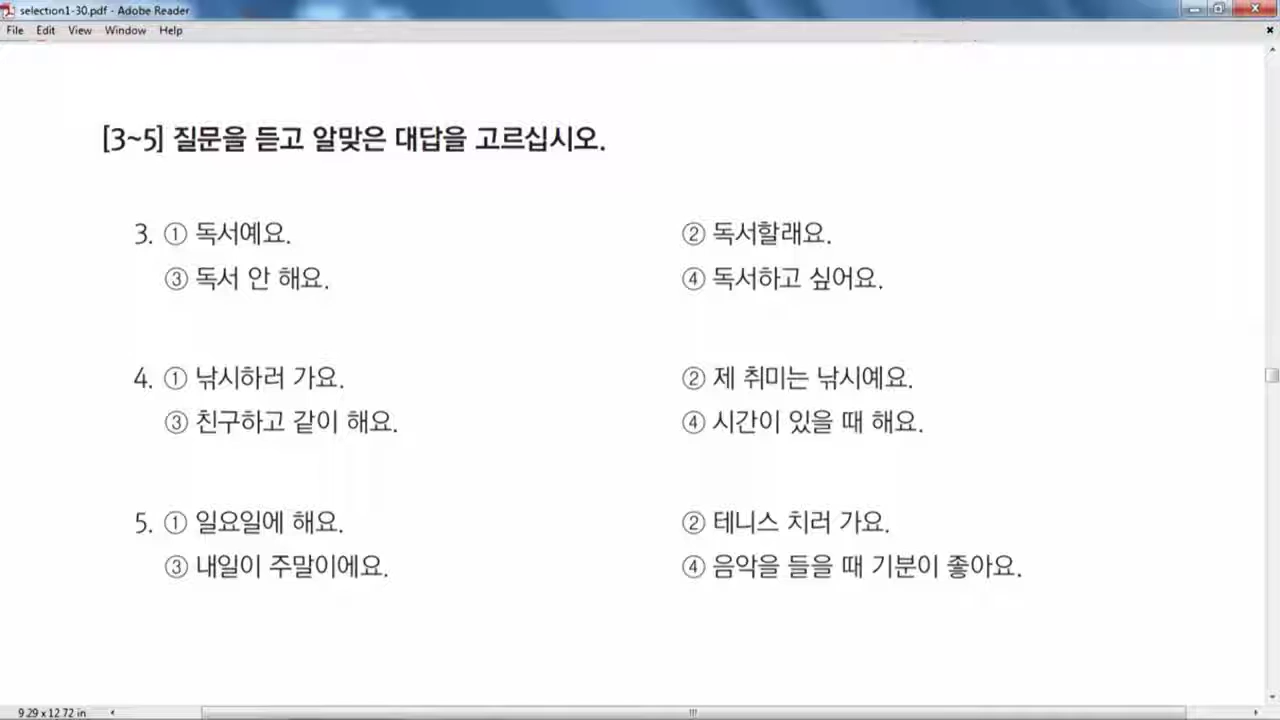 selection1-30.pdf - Adobe Reader
File Edit View Window Help
[3~5] 질문을 듣고 알맞은 대답을 고르십시오.
3. ① 독서예요. ② 독서할래요.
③ 독서 안 해요. ④ 독서하고 싶어요.
4. ① 낚시하러 가요. ② 제 취미는 낚시예요.
③ 친구하고 같이 해요. ④ 시간이 있을 때 해요.
5. ① 일요일에 해요. ② 테니스 치러 가요.
③ 내일이 주말이에요. ④ 음악을 들을 때 기분이 좋아요.
9.29 x 12.72 in